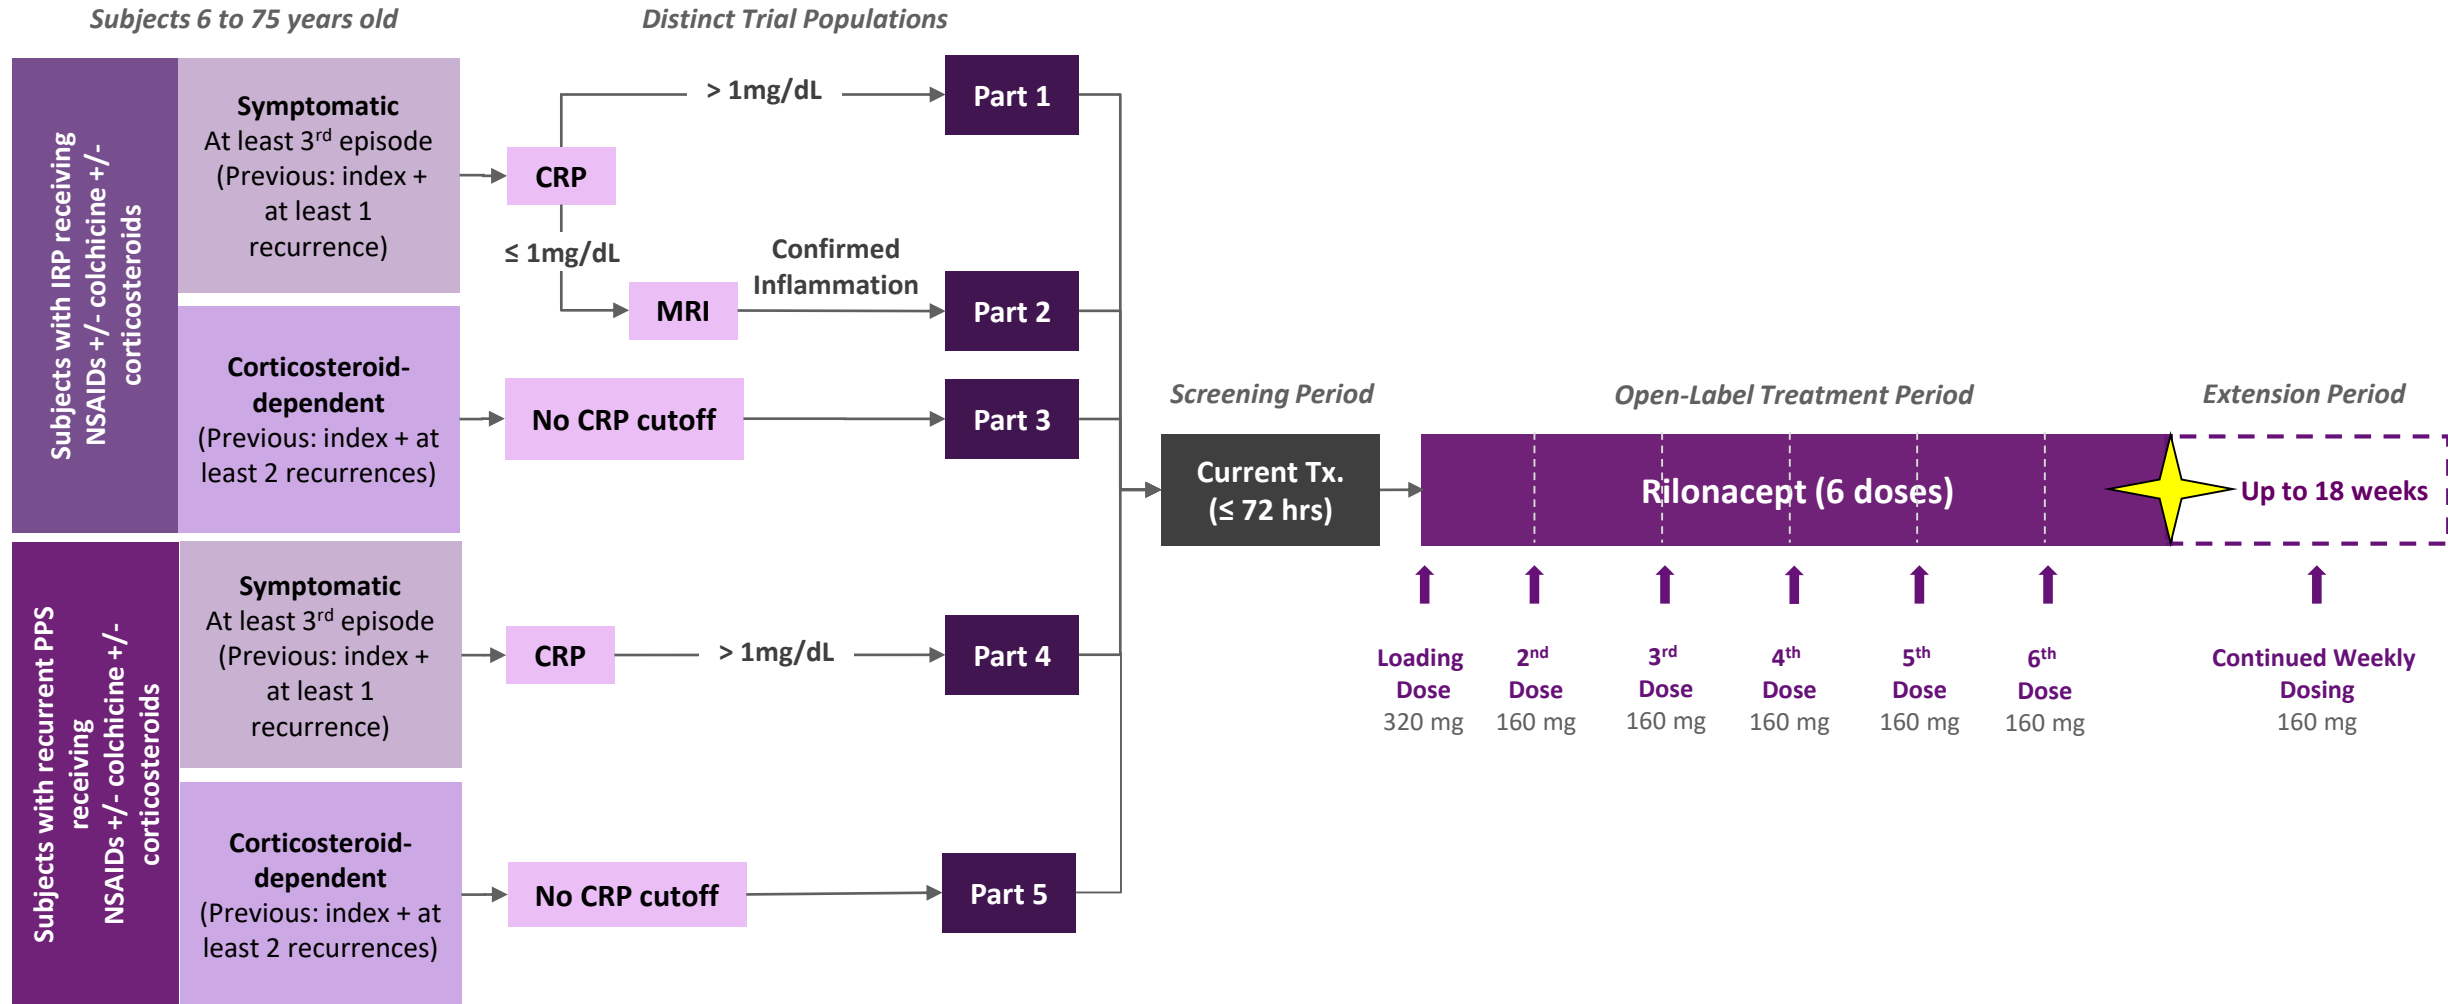 Subjects 6 to 75 years old
Distinct Trial Populations
Subjects with IRP receiving
NSAIDs +/- colchicine +/-
corticosteroids
Symptomatic
At least 3rd episode
(Previous: index +
at least 1
recurrence)
CRP
> 1mg/dL
Part 1
≤ 1mg/dL
MRI
Confirmed
Inflammation
Part 2
Corticosteroid-
dependent
(Previous: index + at
least 2 recurrences)
No CRP cutoff
Part 3
Subjects with recurrent PPS
receiving
NSAIDs +/- colchicine +/-
corticosteroids
Symptomatic
At least 3rd episode
(Previous: index +
at least 1
recurrence)
CRP
> 1mg/dL
Part 4
Corticosteroid-
dependent
(Previous: index + at
least 2 recurrences)
No CRP cutoff
Part 5
Screening Period
Current Tx.
(≤ 72 hrs)
Open-Label Treatment Period
Rilonacept (6 doses)
Extension Period
Up to 18 weeks
Loading
Dose
320 mg
2nd
Dose
160 mg
3rd
Dose
160 mg
4th
Dose
160 mg
5th
Dose
160 mg
6th
Dose
160 mg
Continued Weekly
Dosing
160 mg